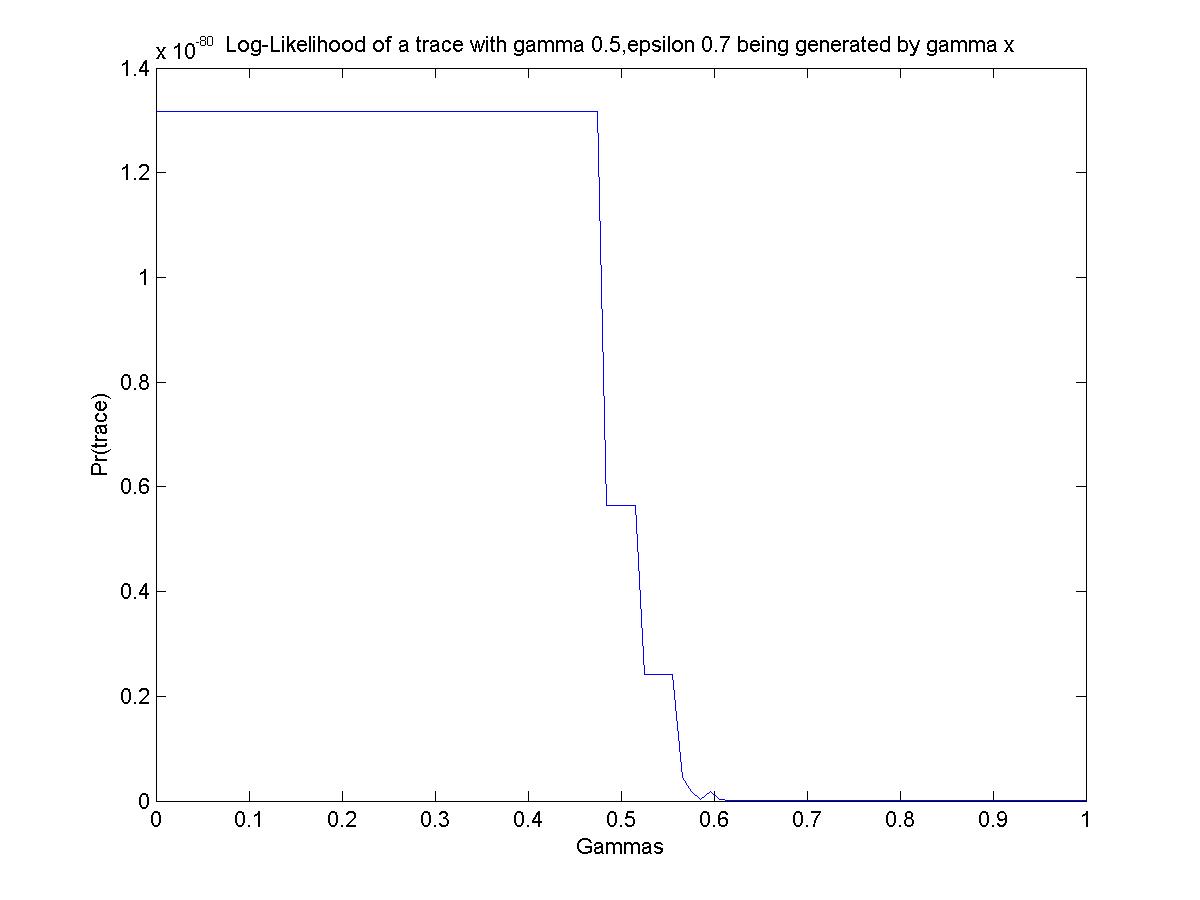 x 10-80 Log-Likelihood of a trace with gamma 0.5,epsilon 0.7 being generated by gamma x
1.4
1.2
1
0.8
0.6
0.4
0.2
0
Pr(trace)
0 0.1 0.2 0.3 0.4 0.5 0.6 0.7 0.8 0.9 1
Gammas